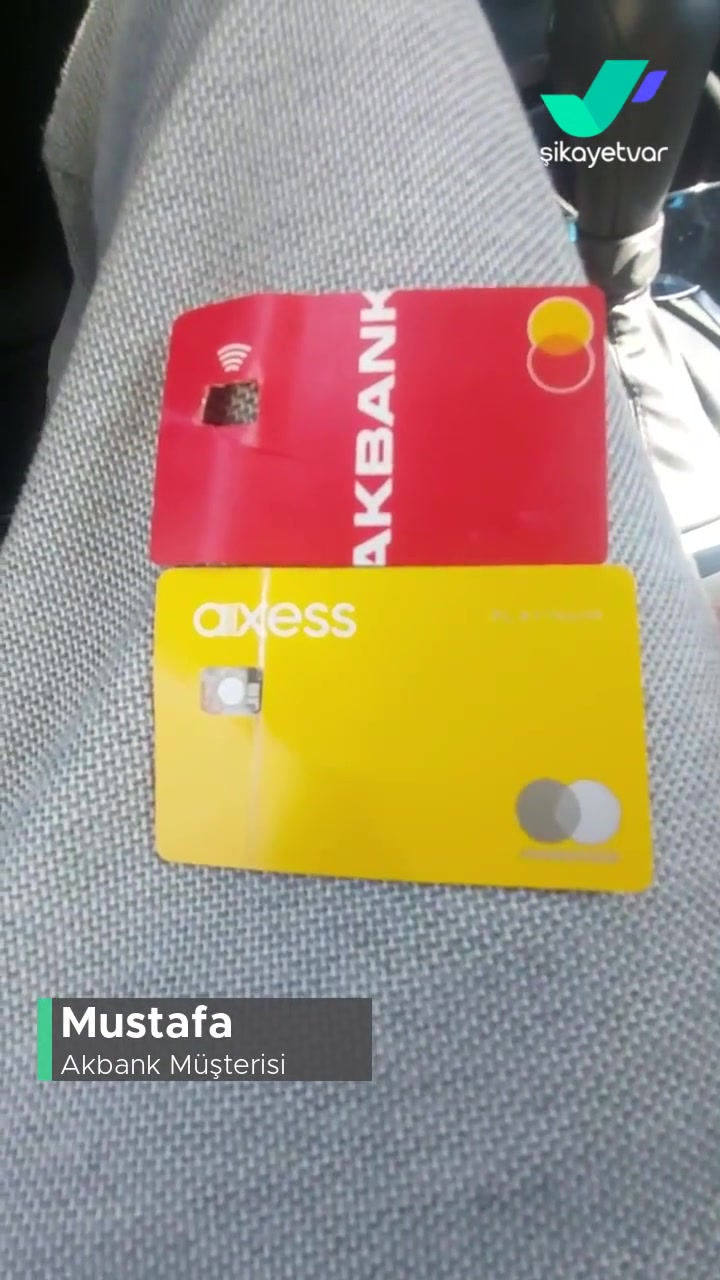 şikayetvar
AKBANK
axess
Mustafa
Akbank Müşterisi